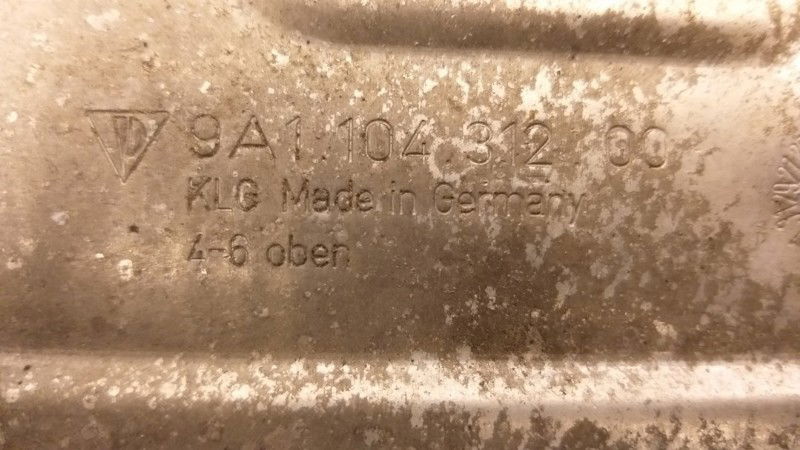 9A1.104.312.00
KLG Made in Germany
4-6 oben